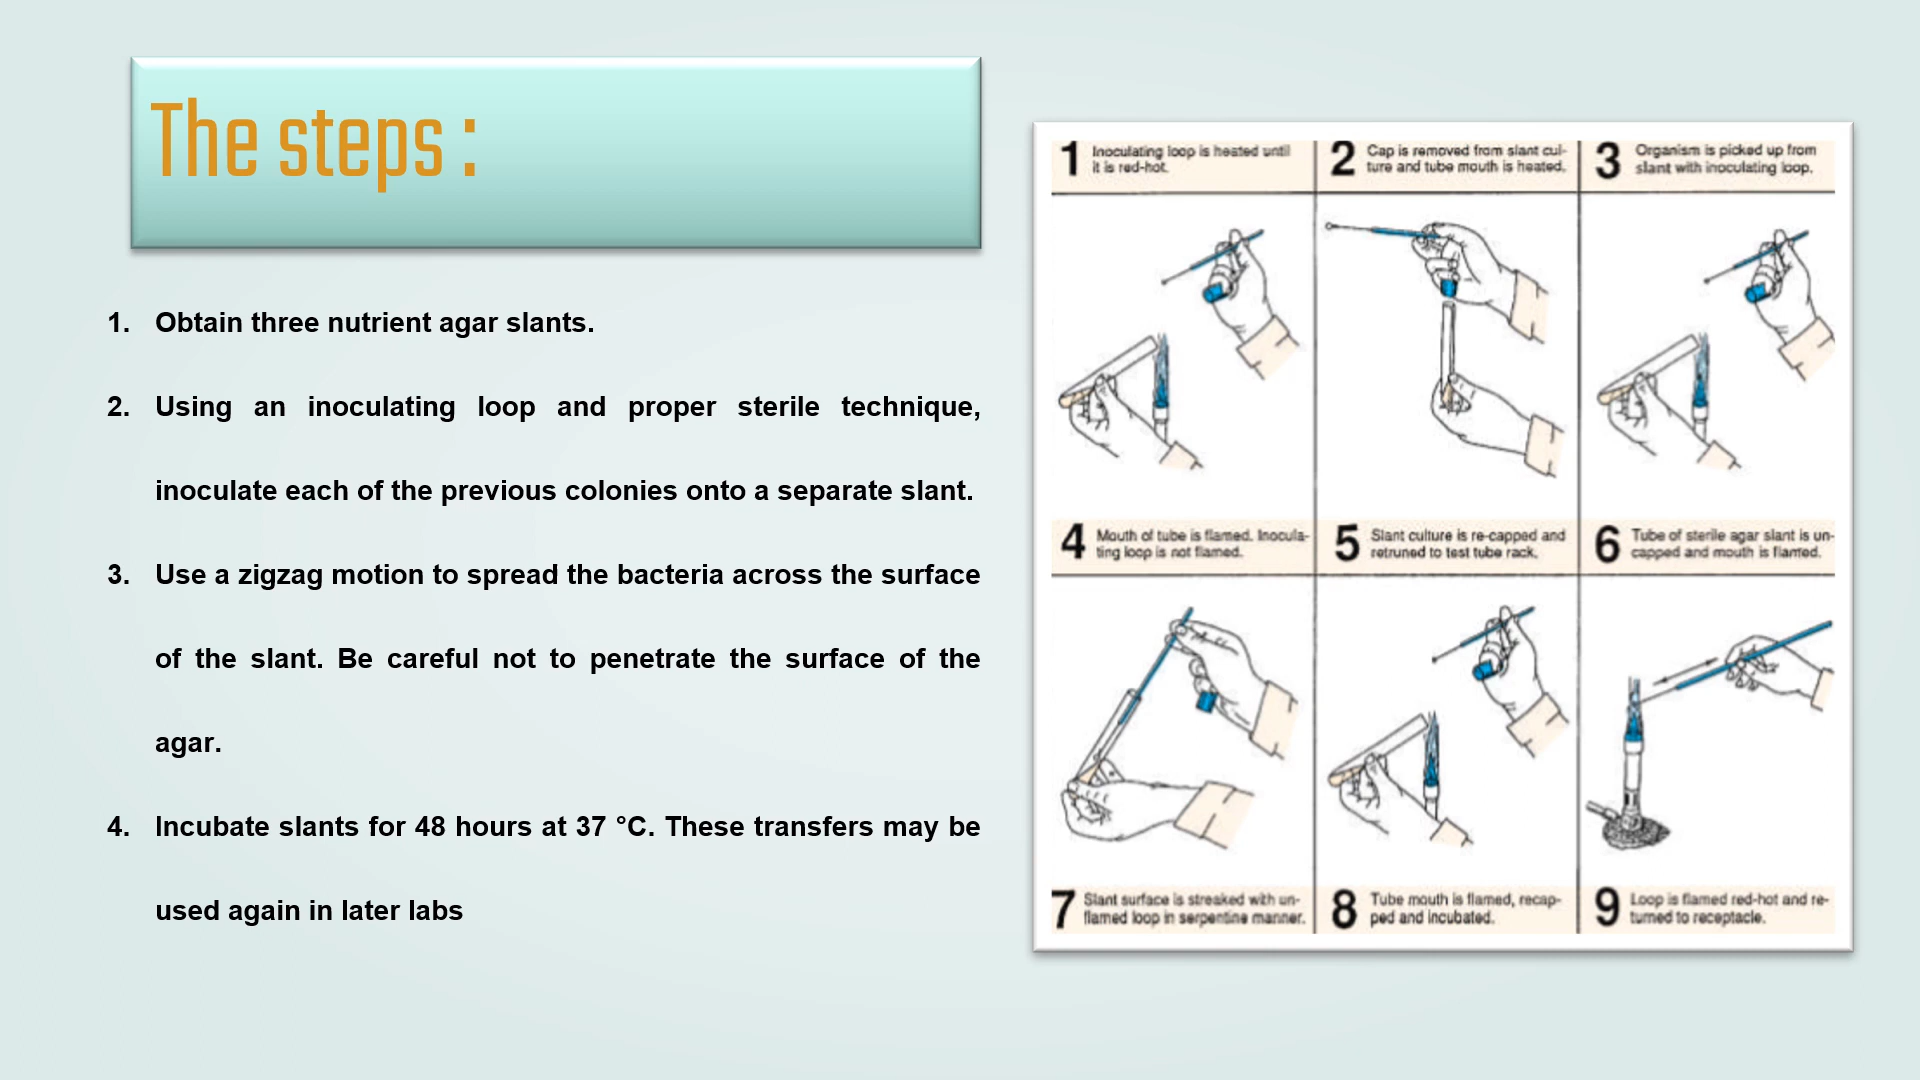 The steps :
1. Obtain three nutrient agar slants.
2. Using an inoculating loop and proper sterile technique,
inoculate each of the previous colonies onto a separate slant.
3. Use a zigzag motion to spread the bacteria across the surface
of the slant. Be careful not to penetrate the surface of the
agar.
4. Incubate slants for 48 hours at 37 °C. These transfers may be
used again in later labs
1 Inoculating loop is heated until
it is red-hot.
2 Cap is removed from slant cul-
ture and tube mouth is heated.
3 Organism is picked up from
slant with inoculating loop.
4 Mouth of tube is flamed. Inocula-
ting loop is not flamed.
5 Slant culture is re-capped and
retruned to test tube rack.
6 Tube of sterile agar slant is un-
capped and mouth is flamed.
7 Slant surface is streaked with un-
flamed loop in serpentine manner.
8 Tube mouth is flamed, recap-
ped and incubated.
9 Loop is flamed red-hot and re-
turned to receptacle.